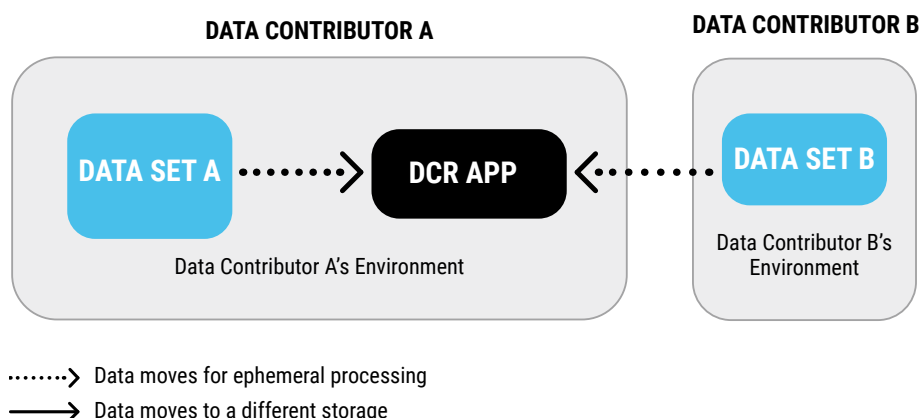 DATA CONTRIBUTOR A
DATA CONTRIBUTOR B
DATA SET A
DCR APP
DATA SET B
Data Contributor A's Environment
Data Contributor B's
Environment
Data moves for ephemeral processing
Data moves to a different storage